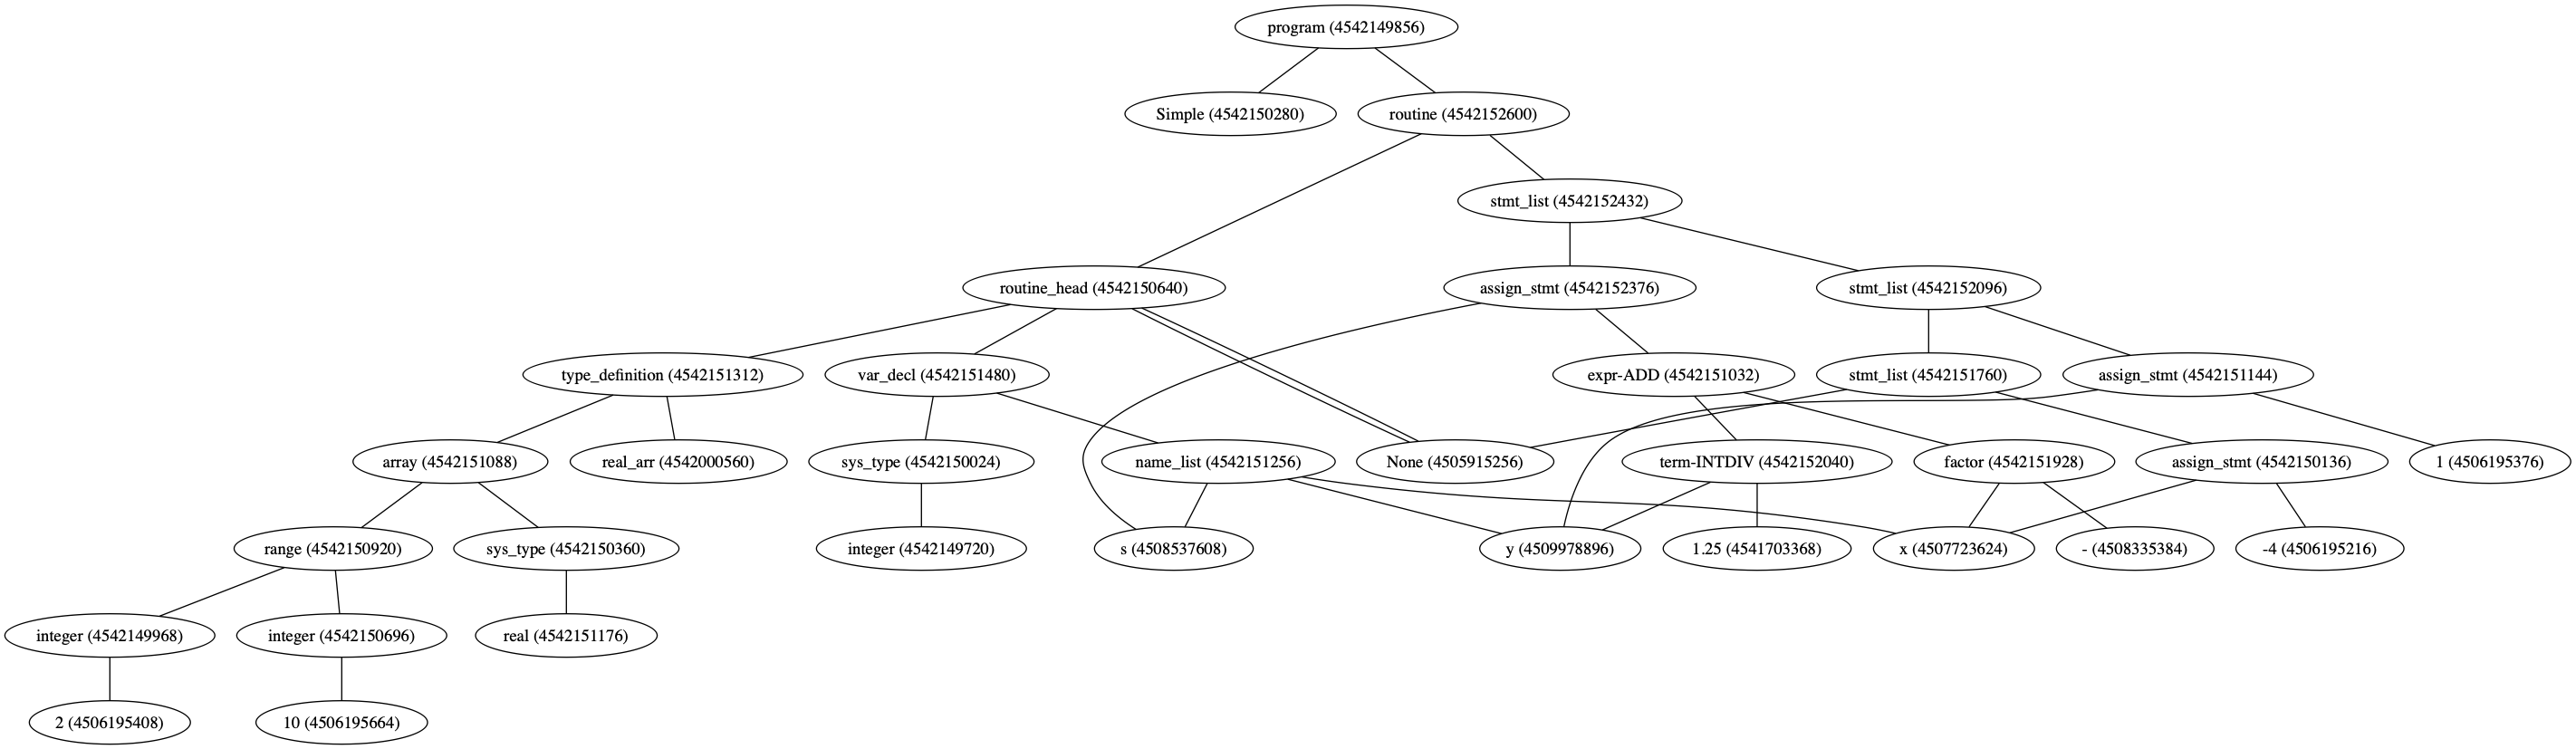 program (4542149856)
Simple (4542150280)
routine (4542152600)
stmt_list (4542152432)
routine_head (4542150640)
assign_stmt (4542152376)
stmt_list (4542152096)
type_definition (4542151312)
var_decl (4542151480)
expr-ADD (4542151032)
stmt_list (4542151760)
assign_stmt (4542151144)
array (4542151088)
real_arr (4542000560)
sys_type (4542150024)
name_list (4542151256)
None (4505915256)
term-INTDIV (4542152040)
factor (4542151928)
assign_stmt (4542150136)
1 (4506195376)
range (4542150920)
sys_type (4542150360)
integer (4542149720)
s (4508537608)
y (4509978896)
1.25 (4541703368)
x (4507723624)
- (4508335384)
-4 (4506195216)
integer (4542149968)
integer (4542150696)
real (4542151176)
2 (4506195408)
10 (4506195664)